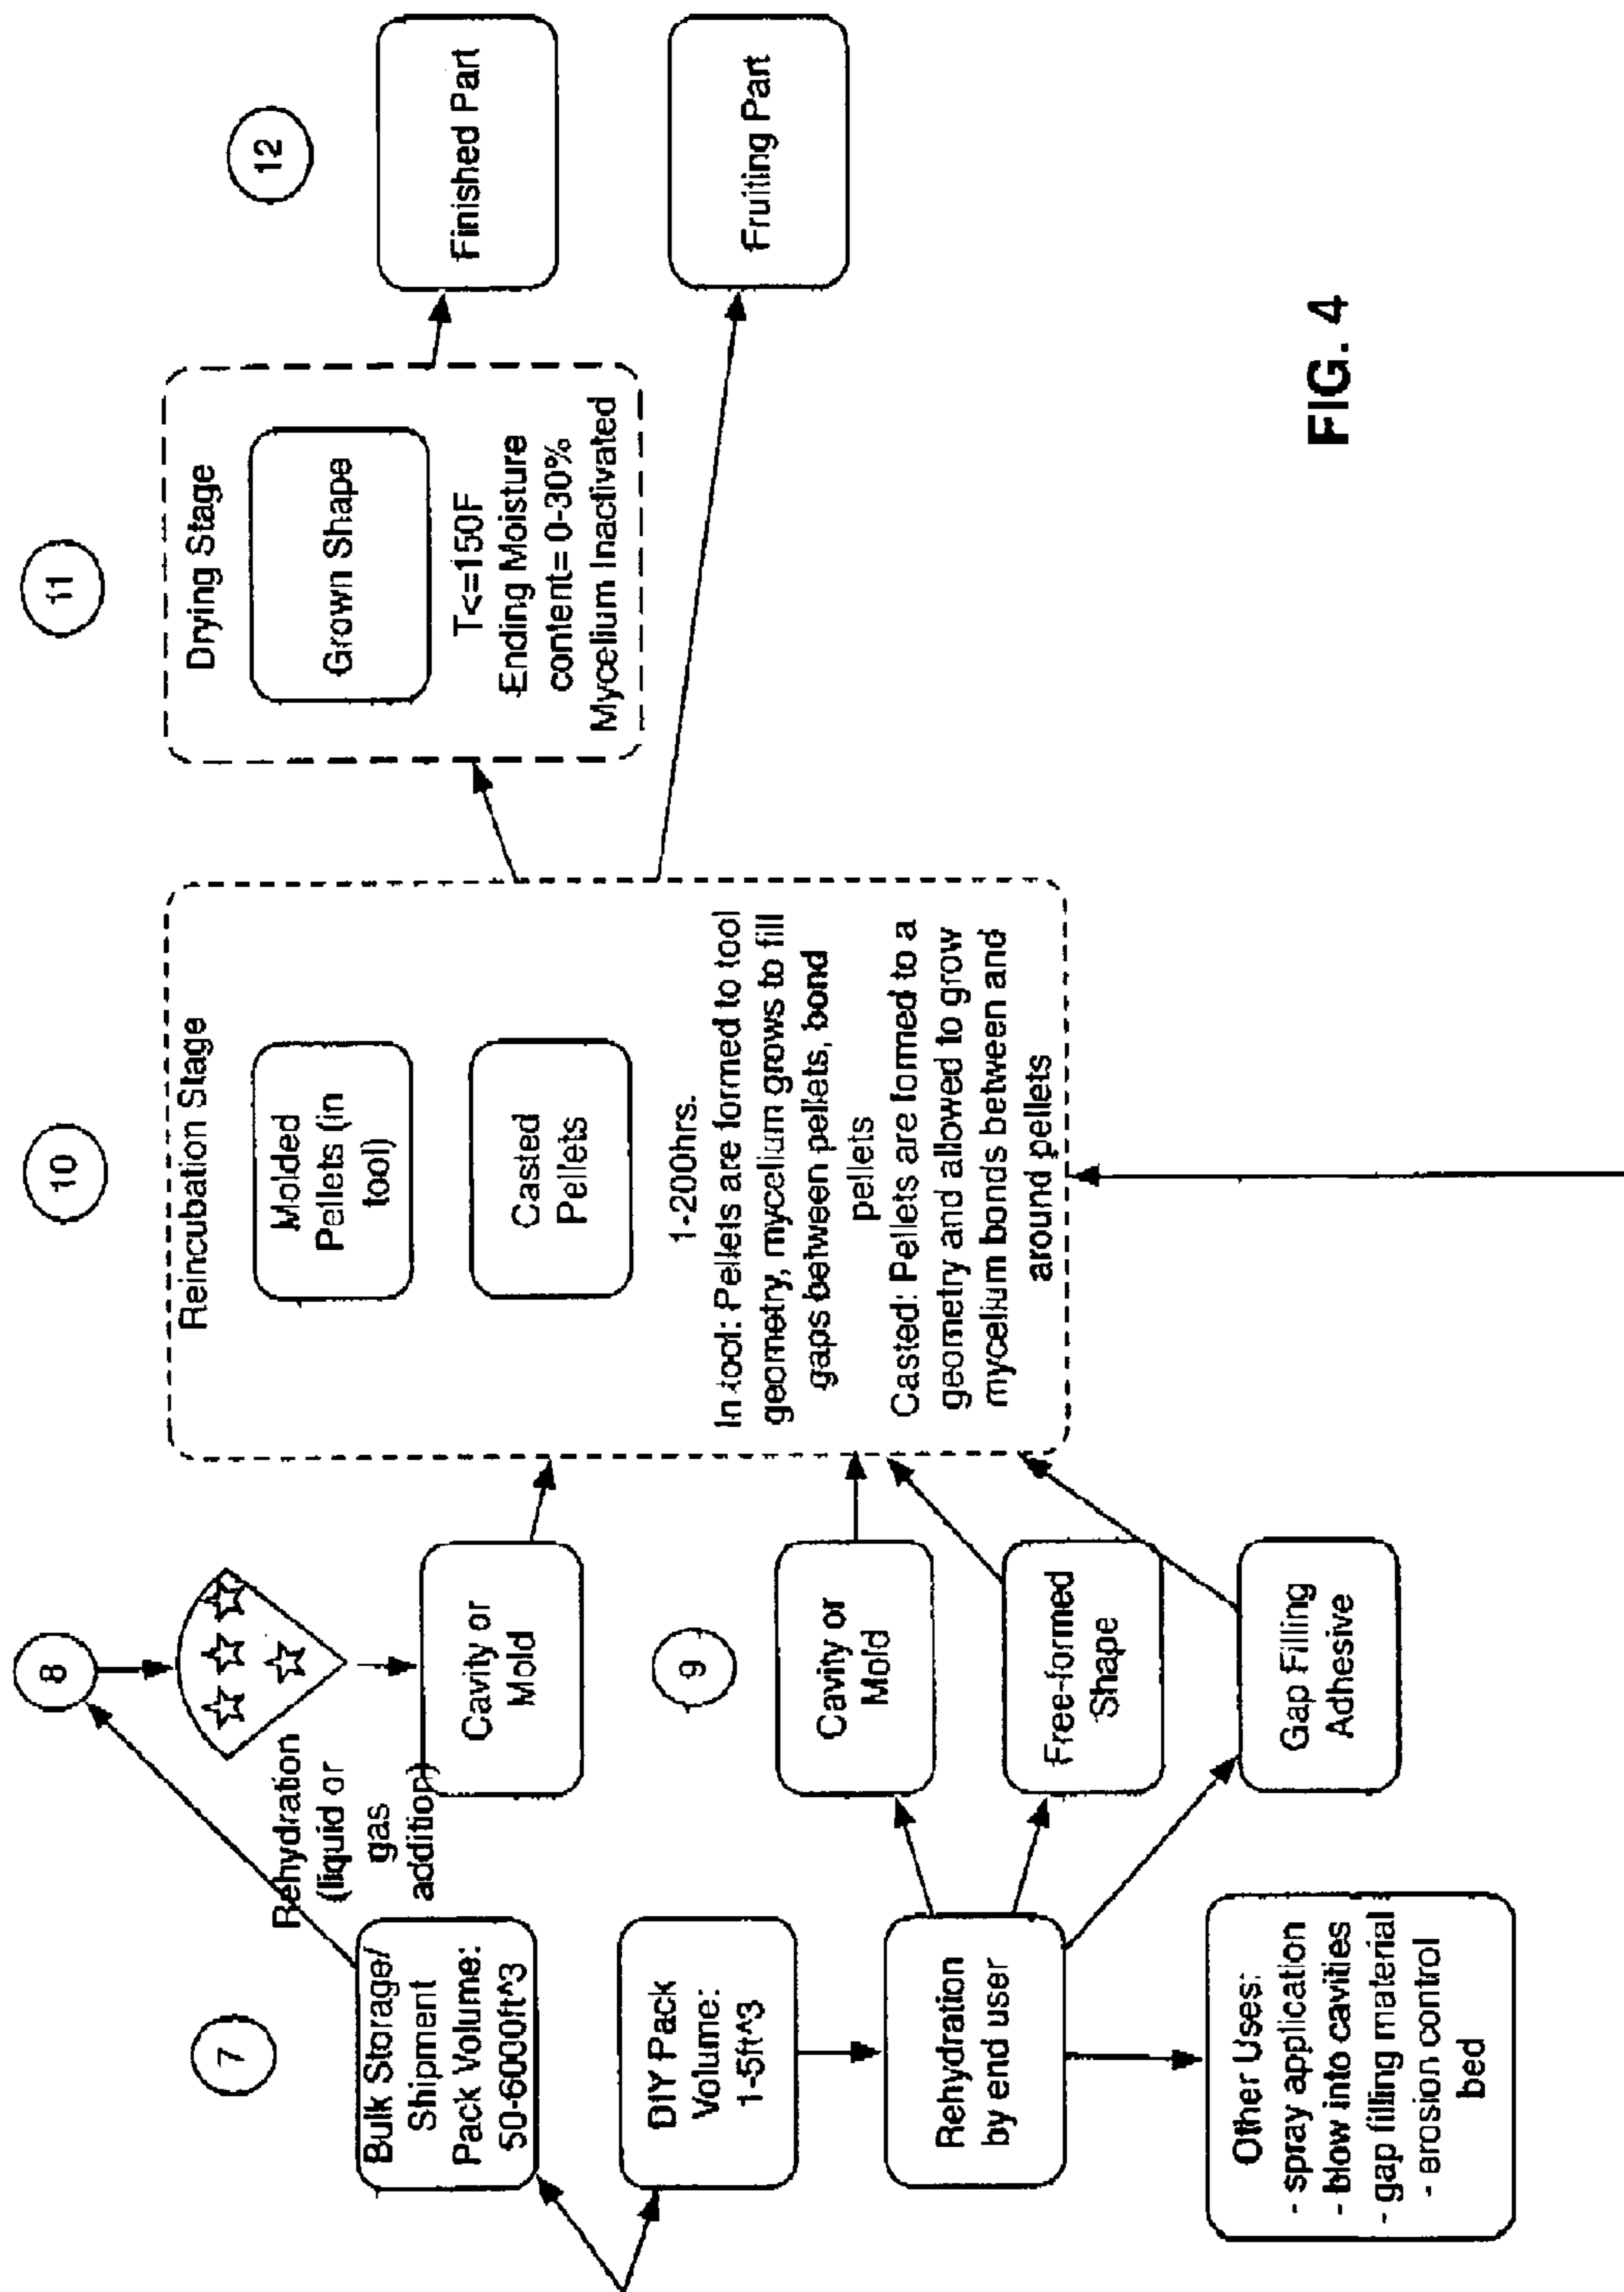 7
Bulk Storage/
Shipment
Pack Volume:
50-6000ft^3
DIY Pack
Volume:
1-5ft^3
Rehydration
by end user
Other Uses:
- spray application
- blow into cavities
- gap filling material
- erosion control
bed
8
Rehydration
(liquid or
gas
addition)
Cavity or
Mold
9
Cavity or
Mold
Free-formed
Shape
Gap Filling
Adhesive
10
Reincubation Stage
Molded
Pellets (in
tool)
Casted
Pellets
1-200hrs.
In tool: Pellets are formed to tool
geometry, mycelium grows to fill
gaps between pellets, bond
pellets
Casted: Pellets are formed to a
geometry and allowed to grow
mycelium bonds between and
around pellets
11
Drying Stage
Grown Shape
T<=150F
Ending Moisture
content= 0-30%
Mycelium Inactivated
12
Finished Part
Fruiting Part
FIG. 4